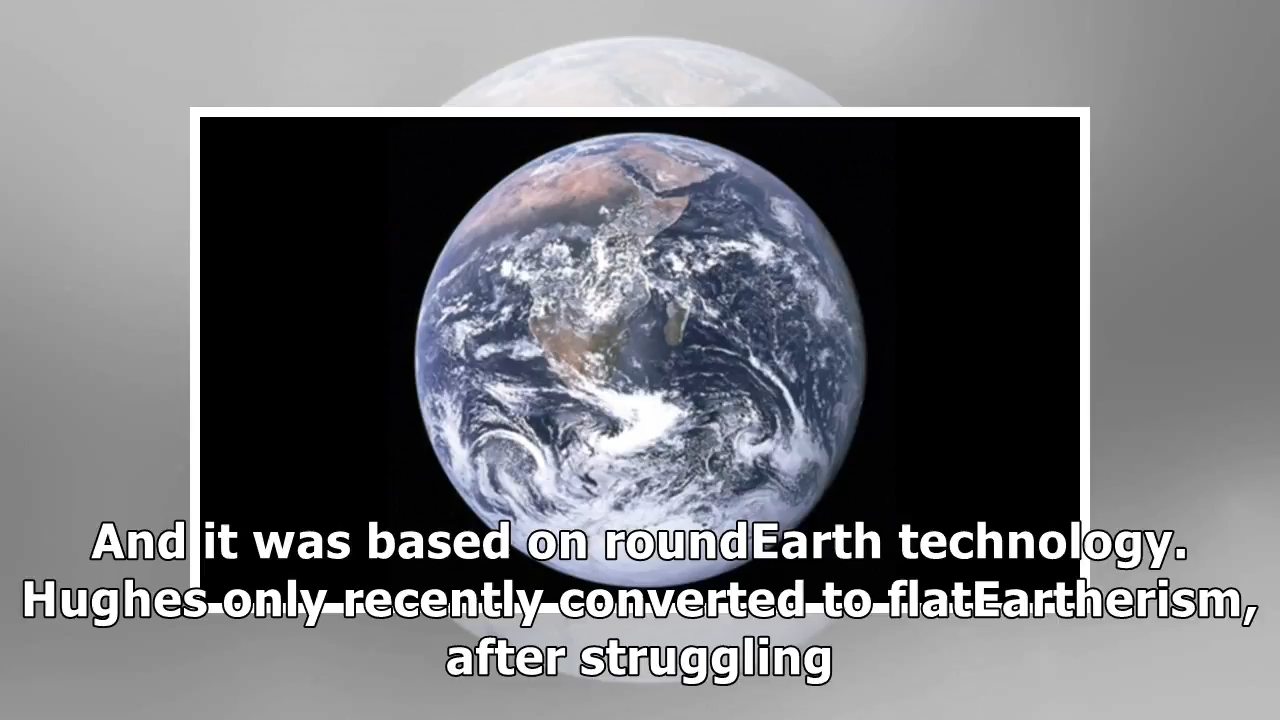 And it was based on roundEarth technology.
Hughes only recently converted to flatEartherism,
after struggling